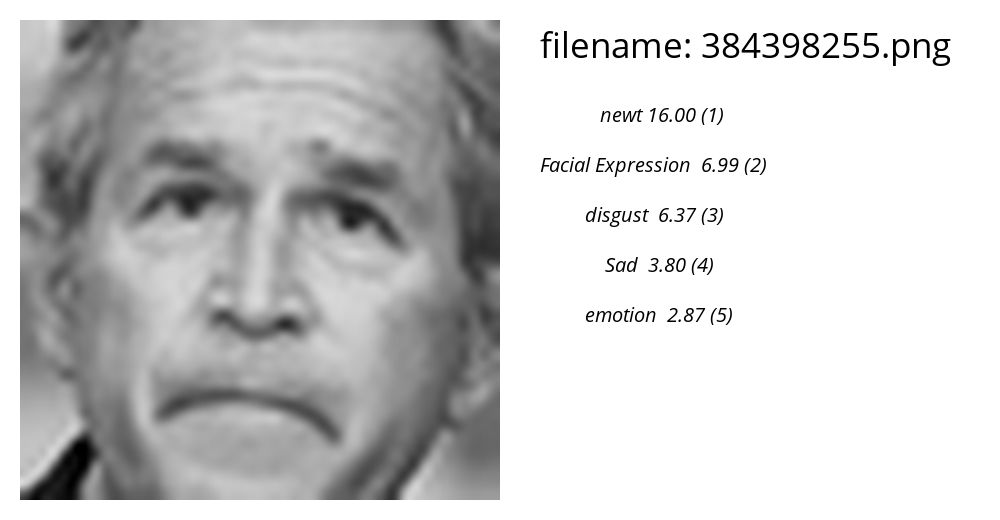 filename: 384398255.png
newt 16.00 (1)
Facial Expression 6.99 (2)
disgust 6.37 (3)
Sad 3.80 (4)
emotion 2.87 (5)